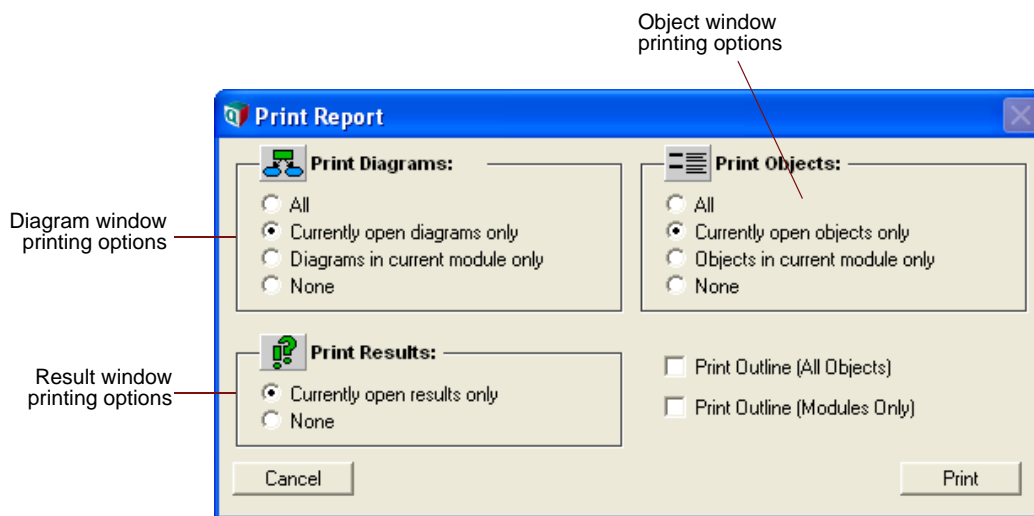 Object window
printing options
Print Report
Print Diagrams:
All
Currently open diagrams only
Diagrams in current module only
None
Print Objects:
All
Currently open objects only
Objects in current module only
None
Diagram window
printing options
Print Results:
Currently open results only
None
Result window
printing options
Print Outline (All Objects)
Print Outline (Modules Only)
Cancel
Print